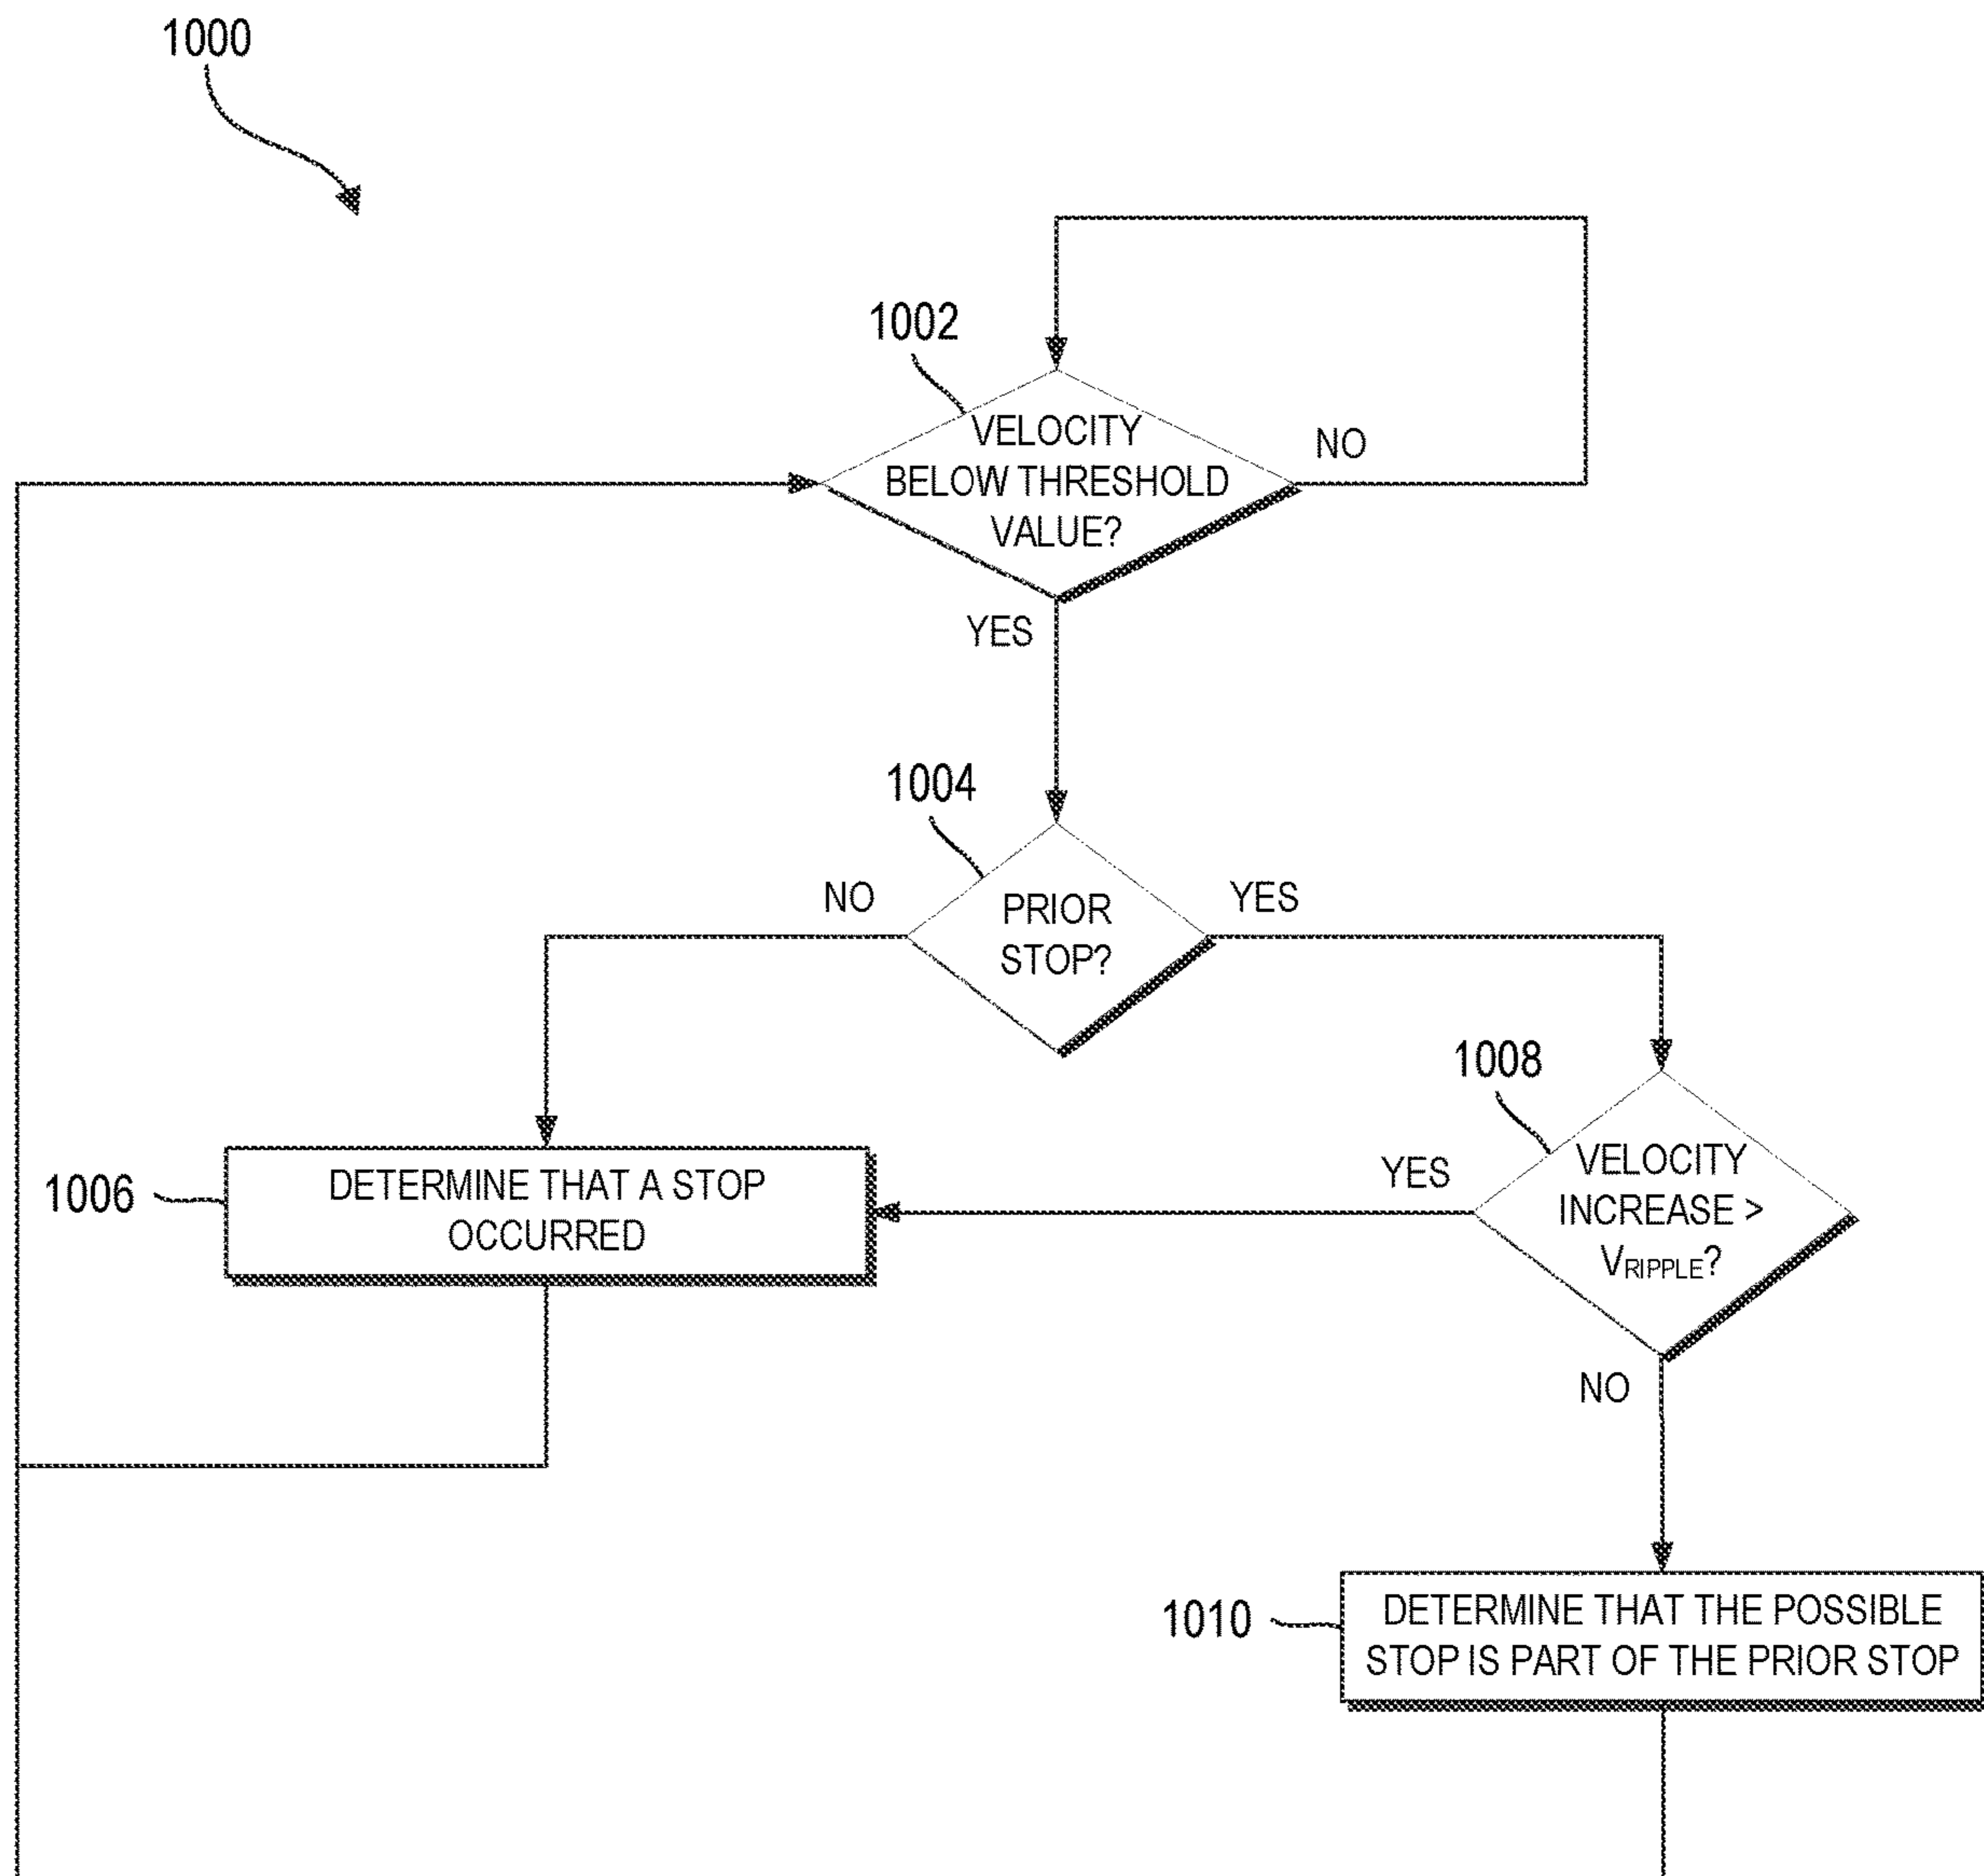 1000
1002
VELOCITY
BELOW THRESHOLD
VALUE?
NO
YES
1004
NO
PRIOR
STOP?
YES
1008
VELOCITY
INCREASE >
VRIPPLE?
YES
NO
1006
DETERMINE THAT A STOP
OCCURRED
1010
DETERMINE THAT THE POSSIBLE
STOP IS PART OF THE PRIOR STOP